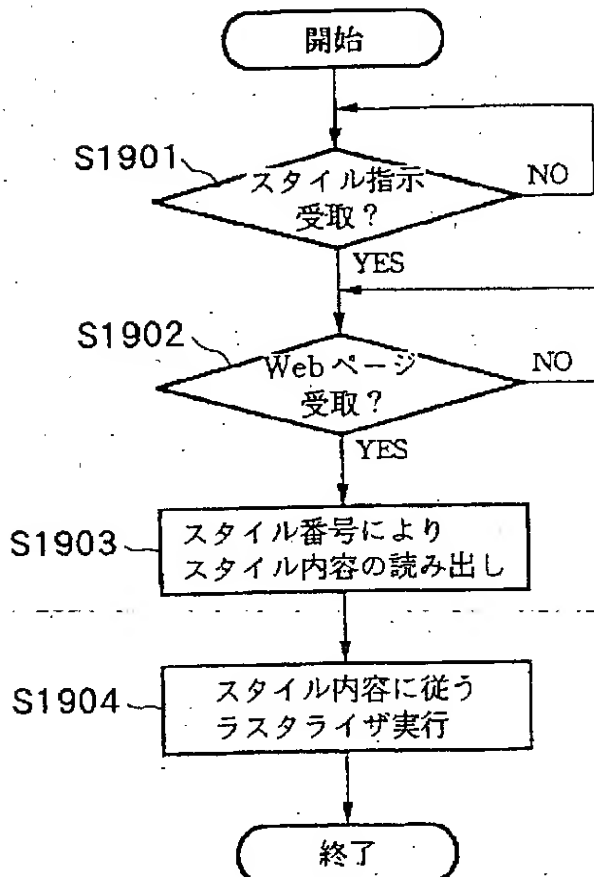 開始
S1901
スタイル指示
受取？
NO
YES
S1902
Webページ
受取？
NO
YES
S1903
スタイル番号により
スタイル内容の読み出し
S1904
スタイル内容に従う
ラスタライザ実行
終了